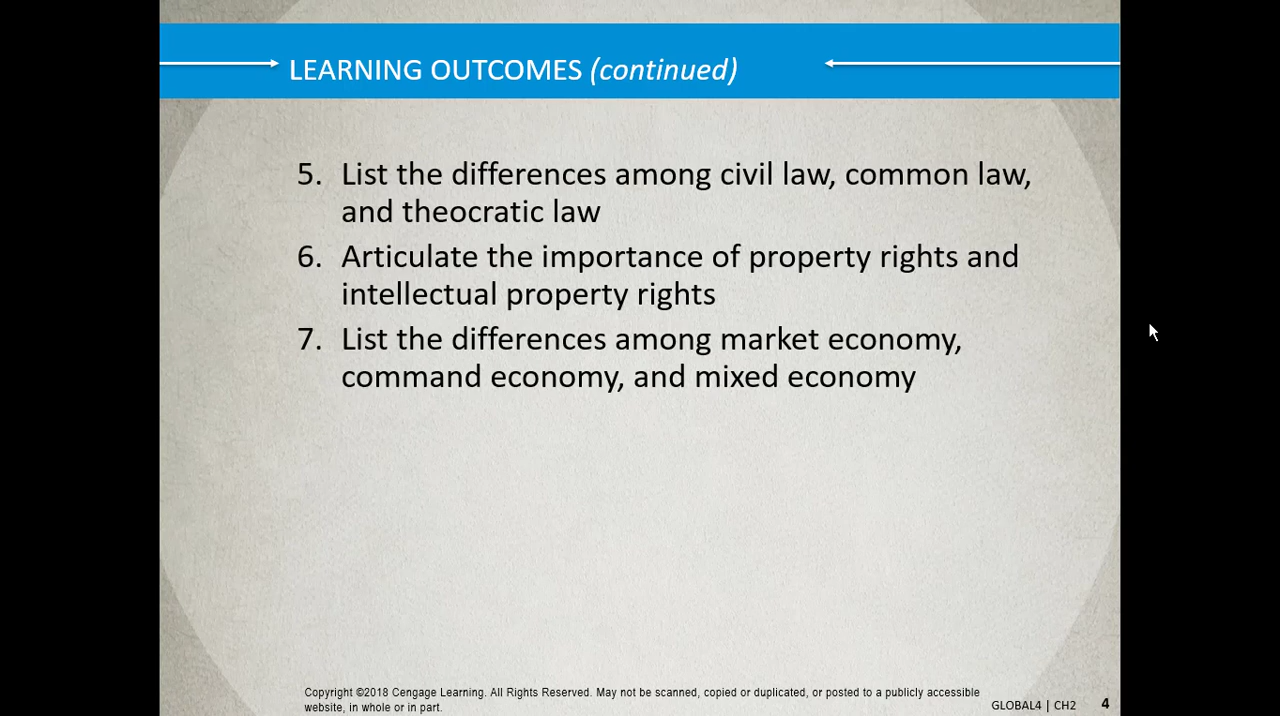 LEARNING OUTCOMES (continued)
5. List the differences among civil law, common law,
and theocratic law
6. Articulate the importance of property rights and
intellectual property rights
7. List the differences among market economy,
command economy, and mixed economy
Copyright ©2018 Cengage Learning. All Rights Reserved. May not be scanned, copied or duplicated, or posted to a publicly accessible
website, in whole or in part.
GLOBAL4 | CH2 4